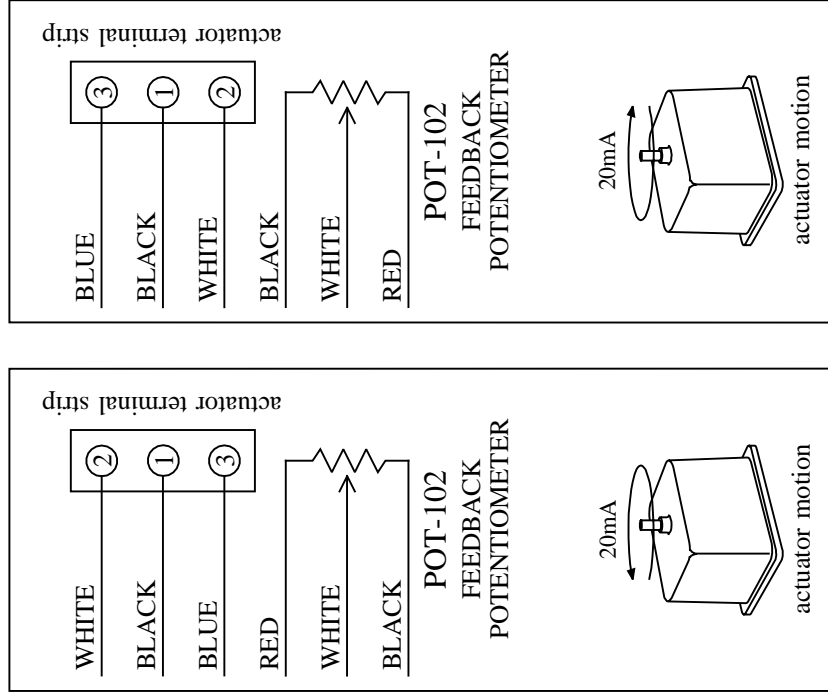 actuator terminal strip
3
1
2
BLUE
BLACK
WHITE
BLACK
WHITE
RED
POT-102
FEEDBACK
POTENTIOMETER
20mA
actuator motion
actuator terminal strip
2
1
3
WHITE
BLACK
BLUE
RED
WHITE
BLACK
POT-102
FEEDBACK
POTENTIOMETER
20mA
actuator motion